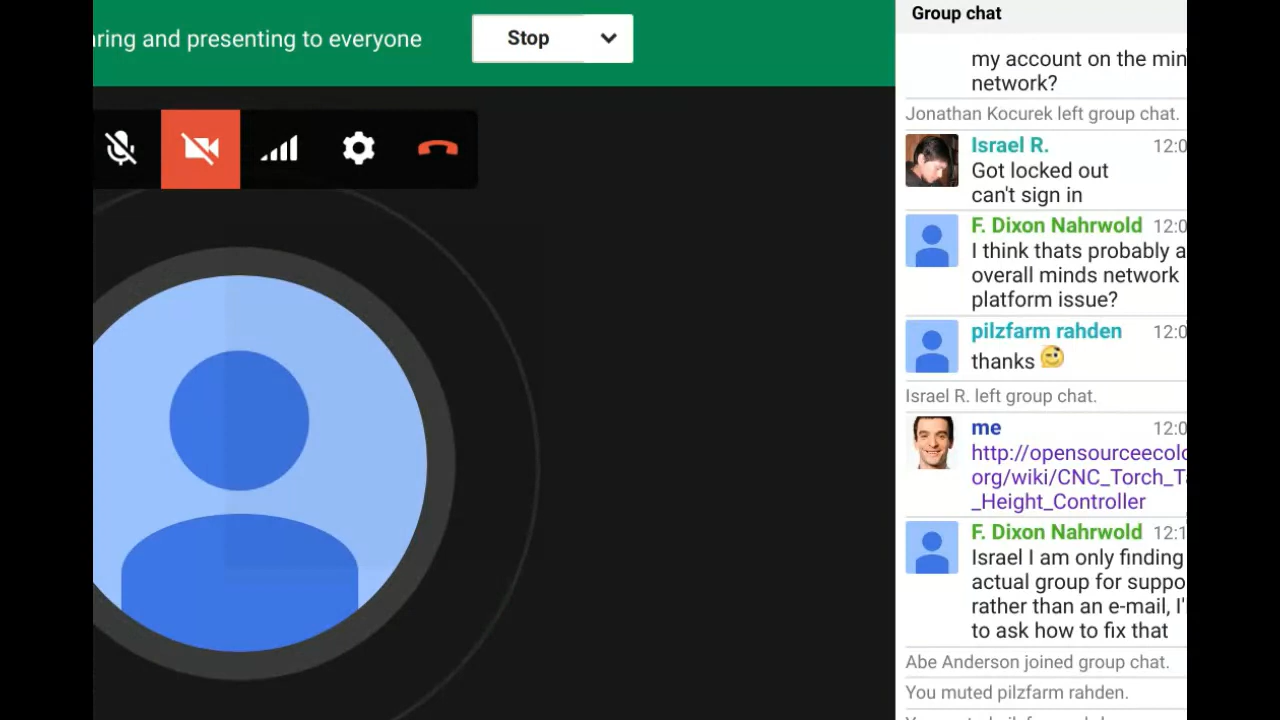 aring and presenting to everyone
Stop
Group chat
my account on the min
network?
Jonathan Kocurek left group chat.
Israel R. 12:0
Got locked out
can't sign in
F. Dixon Nahrwold 12:0
I think thats probably a
overall minds network
platform issue?
pilzfarm rahden 12:0
thanks
Israel R. left group chat.
me 12:0
http://opensourceecolo
org/wiki/CNC_Torch_Ta
_Height_Controller
F. Dixon Nahrwold 12:1
Israel I am only finding
actual group for suppo
rather than an e-mail, I'
to ask how to fix that
Abe Anderson joined group chat.
You muted pilzfarm rahden.